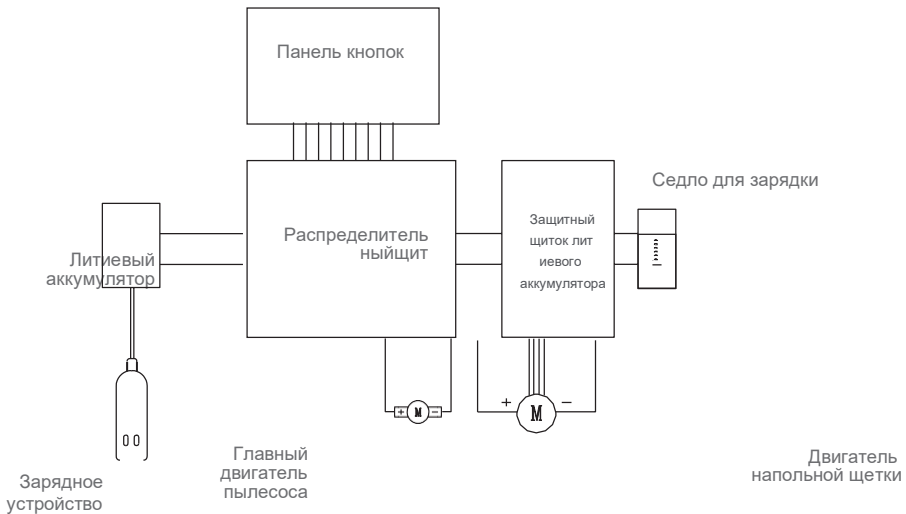 Панель кнопок
Седло для зарядки
Распределитель
ныйщит
Защитный
щиток лит
иевого
аккумулятора
Литиевый
аккумулятор
+ M −
+ M −
Главный
двигатель
пылесоса
Двигатель
напольной щетки
Зарядное
устройство